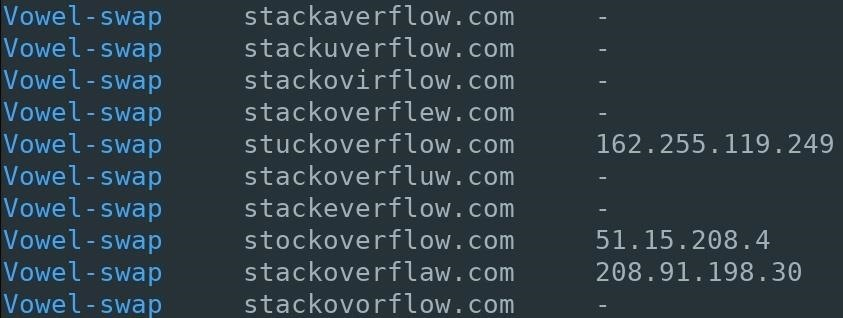 Vowel-swap stackaverflow.com -
Vowel-swap stackuverflow.com -
Vowel-swap stackovirflow.com -
Vowel-swap stackoverflew.com -
Vowel-swap stuckoverflow.com 162.255.119.249
Vowel-swap stackoverfluw.com -
Vowel-swap stackeverflow.com -
Vowel-swap stockoverflow.com 51.15.208.4
Vowel-swap stackoverflaw.com 208.91.198.30
Vowel-swap stackovorflow.com -